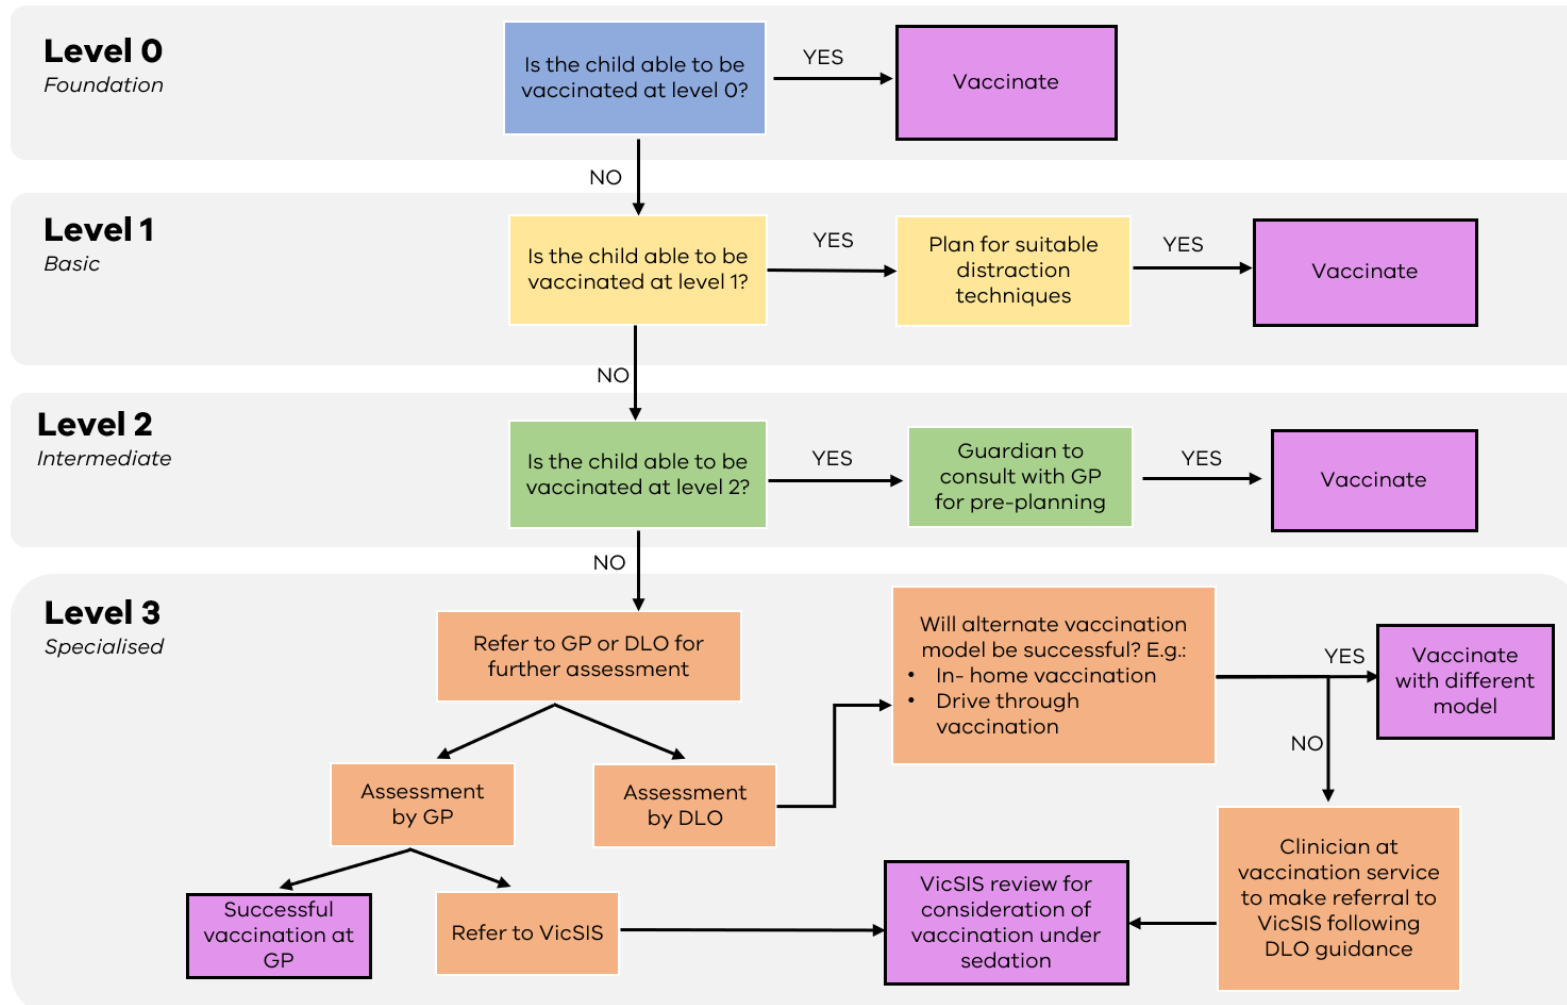 Level 0
Foundation
Is the child able to be
vaccinated at level 0?
YES
Vaccinate
NO
Level 1
Basic
Is the child able to be
vaccinated at level 1?
YES
Plan for suitable
distraction
techniques
YES
Vaccinate
NO
Level 2
Intermediate
Is the child able to be
vaccinated at level 2?
YES
Guardian to
consult with GP
for pre-planning
YES
Vaccinate
NO
Level 3
Specialised
Refer to GP or DLO for
further assessment
Will alternate vaccination
model be successful? E.g.:
• In- home vaccination
• Drive through
vaccination
YES
Vaccinate
with different
model
NO
Assessment
by GP
Assessment
by DLO
Successful
vaccination at
GP
Refer to VicSIS
VicSIS review for
consideration of
vaccination under
sedation
Clinician at
vaccination service
to make referral to
VicSIS following
DLO guidance